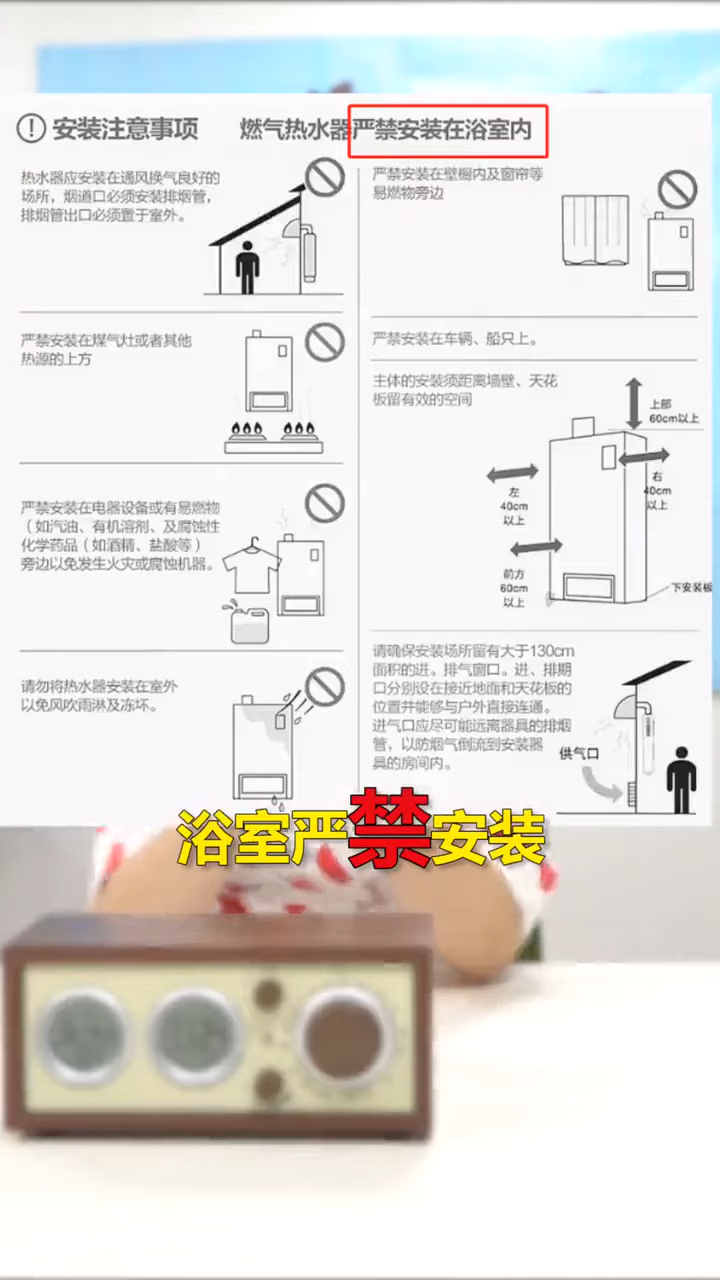 安装注意事项
燃气热水器严禁安装在浴室内
热水器应安装在通风换气良好的
场所，烟道口必须安装排烟管，
排烟管出口必须置于室外。
严禁安装在煤气灶或者其他
热源的上方
严禁安装在电器设备或有易燃物
（如汽油、有机溶剂、及腐蚀性
化学药品（如酒精、盐酸等）
旁边以免发生火灾或腐蚀机器。
请勿将热水器安装在室外
以免风吹雨淋及冻坏。
严禁安装在壁橱内及窗帘等
易燃物旁边
严禁安装在车辆、船只上。
主体的安装须距离墙壁、天花
板留有效的空间
上部
60cm以上
右
40cm
以上
左
40cm
以上
前方
60cm
以上
下安装板
请确保安装场所留有大于130cm
面积的进。排气窗口。进、排期
口分别设在接近地面和天花板的
位置并能够与户外直接连通。
进气口应尽可能远离器具的排烟
管，以防烟气倒流到安装器
具的房间内。
供气口
浴室严禁安装